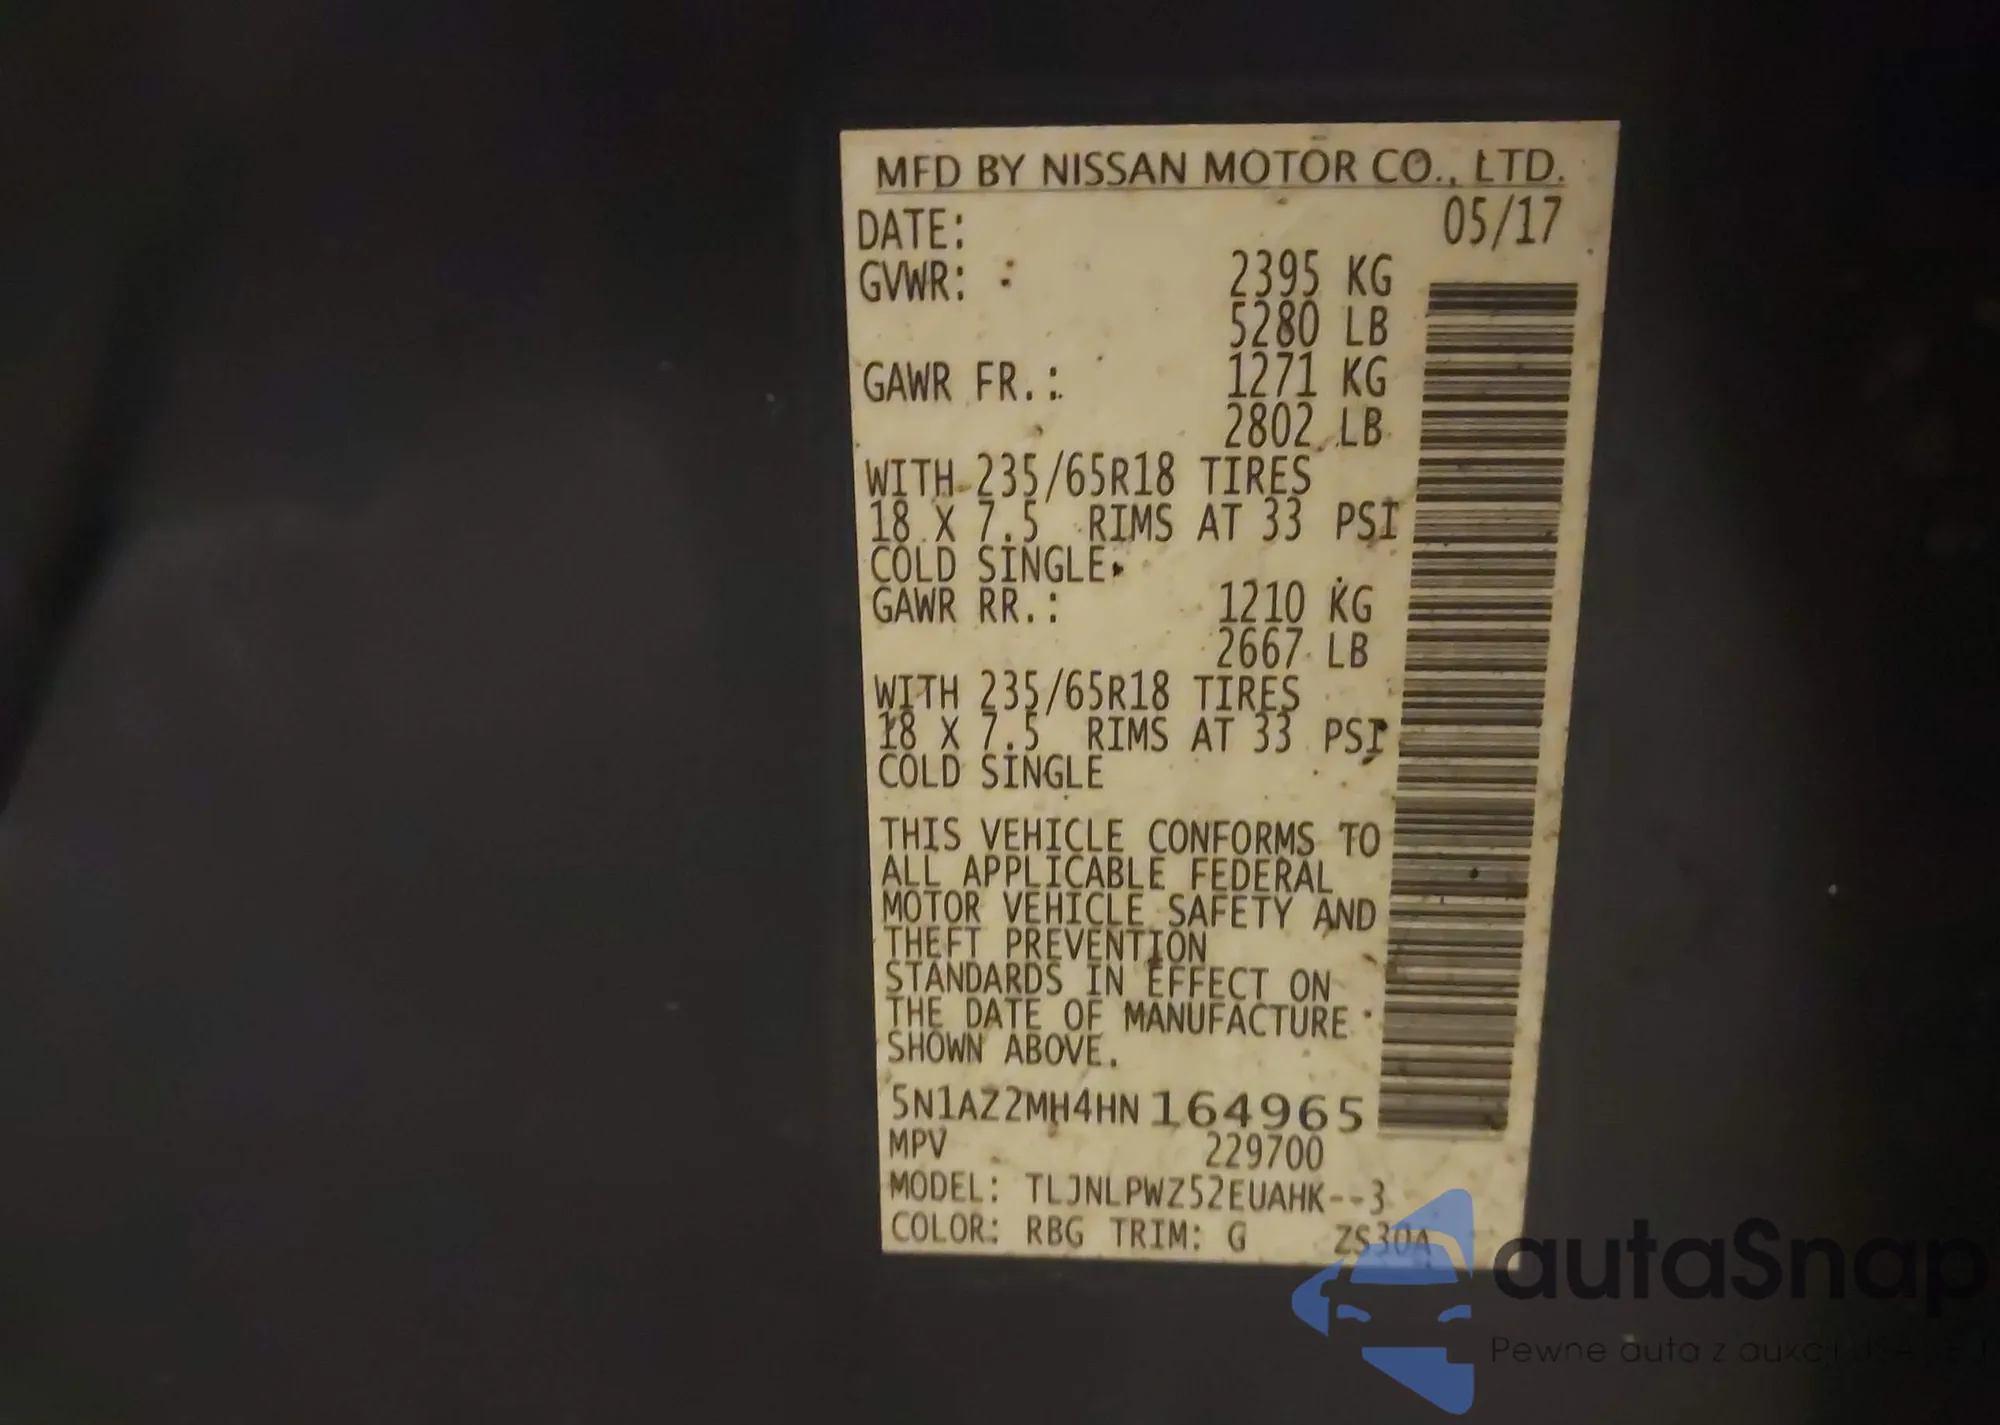 MFD BY NISSAN MOTOR CO., LTD.
DATE: 05/17
GVWR: 2395 KG
5280 LB
GAWR FR.: 1271 KG
2802 LB
WITH 235/65R18 TIRES
18 X 7.5 RIMS AT 33 PSI
COLD SINGLE
GAWR RR.: 1210 KG
2667 LB
WITH 235/65R18 TIRES
18 X 7.5 RIMS AT 33 PSI
COLD SINGLE
THIS VEHICLE CONFORMS TO
ALL APPLICABLE FEDERAL
MOTOR VEHICLE SAFETY AND
THEFT PREVENTION
STANDARDS IN EFFECT ON
THE DATE OF MANUFACTURE
SHOWN ABOVE.
5N1AZ2MH4HN164965
MPV 229700
MODEL: TLJNLPWZ52EUAHK--3
COLOR: RBG TRIM: G ZS30A
autaSnap
Pewne auta z aukcji